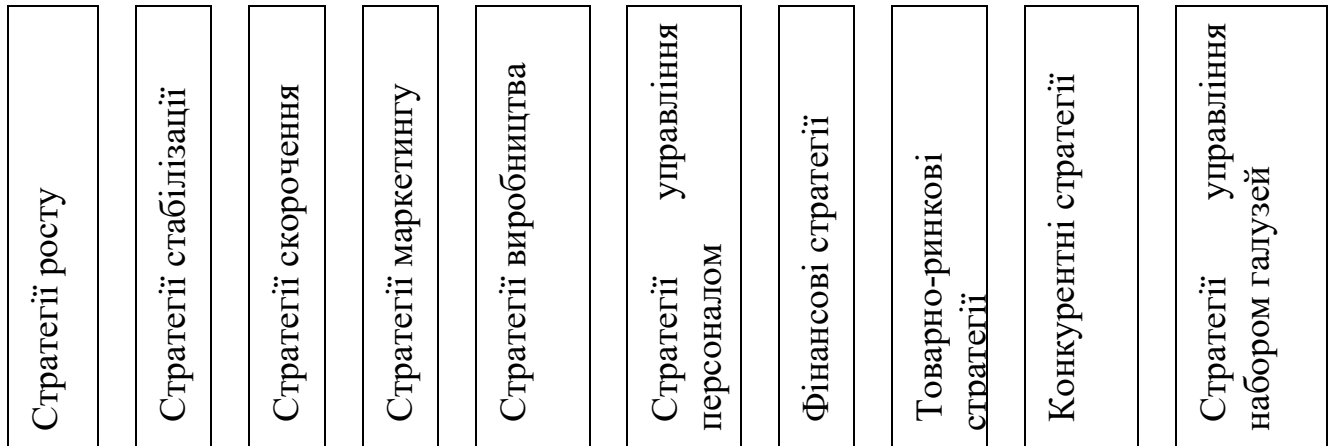 Стратегії росту
Стратегії стабілізації
Стратегії скорочення
Стратегії маркетингу
Стратегії виробництва
Стратегії управління
персоналом
Фінансові стратегії
Товарно-ринкові
стратегії
Конкурентні стратегії
Стратегії управління
набором галузей